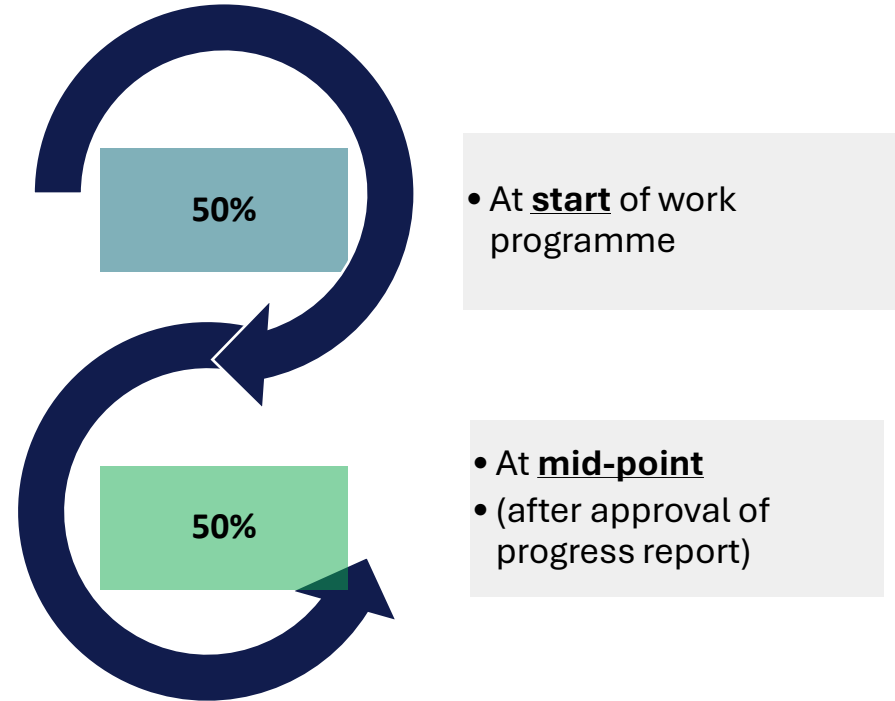 50%
• At start of work
programme
50%
• At mid-point
• (after approval of
progress report)